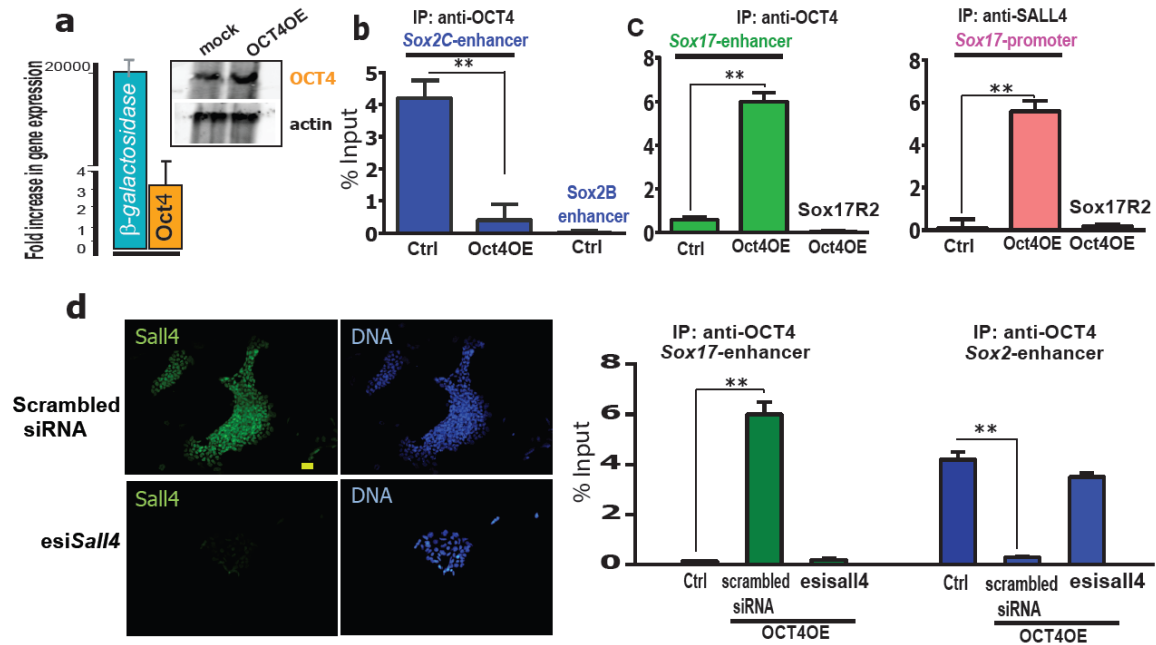 a
Fold increase in gene expression
20000
4
3
2
1
0
β-galactosidase
Oct4
mock
OCT4OE
OCT4
actin
b
IP: anti-OCT4
Sox2C-enhancer
**
% Input
5
4
3
2
1
0
Sox2B
enhancer
Ctrl
Oct4OE
Ctrl
c
IP: anti-OCT4
Sox17-enhancer
**
8
6
4
2
0
Sox17R2
Ctrl
Oct4OE
Oct4OE
IP: anti-SALL4
Sox17-promoter
**
6
4
2
0
Sox17R2
Ctrl
Oct4OE
Oct4OE
d
Scrambled
siRNA
Sall4
DNA
esiSall4
Sall4
DNA
IP: anti-OCT4
Sox17-enhancer
IP: anti-OCT4
Sox2-enhancer
% Input
8
6
4
2
0
**
**
Ctrl
scrambled
siRNA
esisall4
OCT4OE
Ctrl
scrambled
siRNA
esisall4
OCT4OE